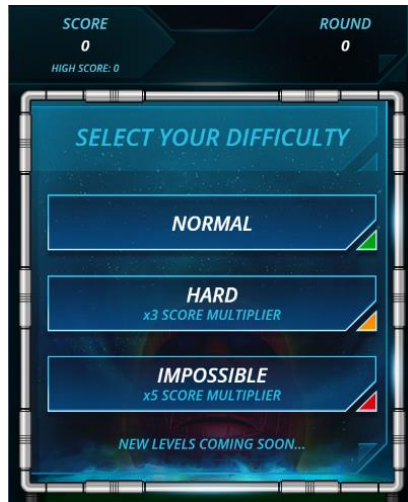 SCORE
ROUND
0
0
HIGH SCORE: 0
SELECT YOUR DIFFICULTY
NORMAL
HARD
x3 SCORE MULTIPLIER
IMPOSSIBLE
x5 SCORE MULTIPLIER
NEW LEVELS COMING SOON...